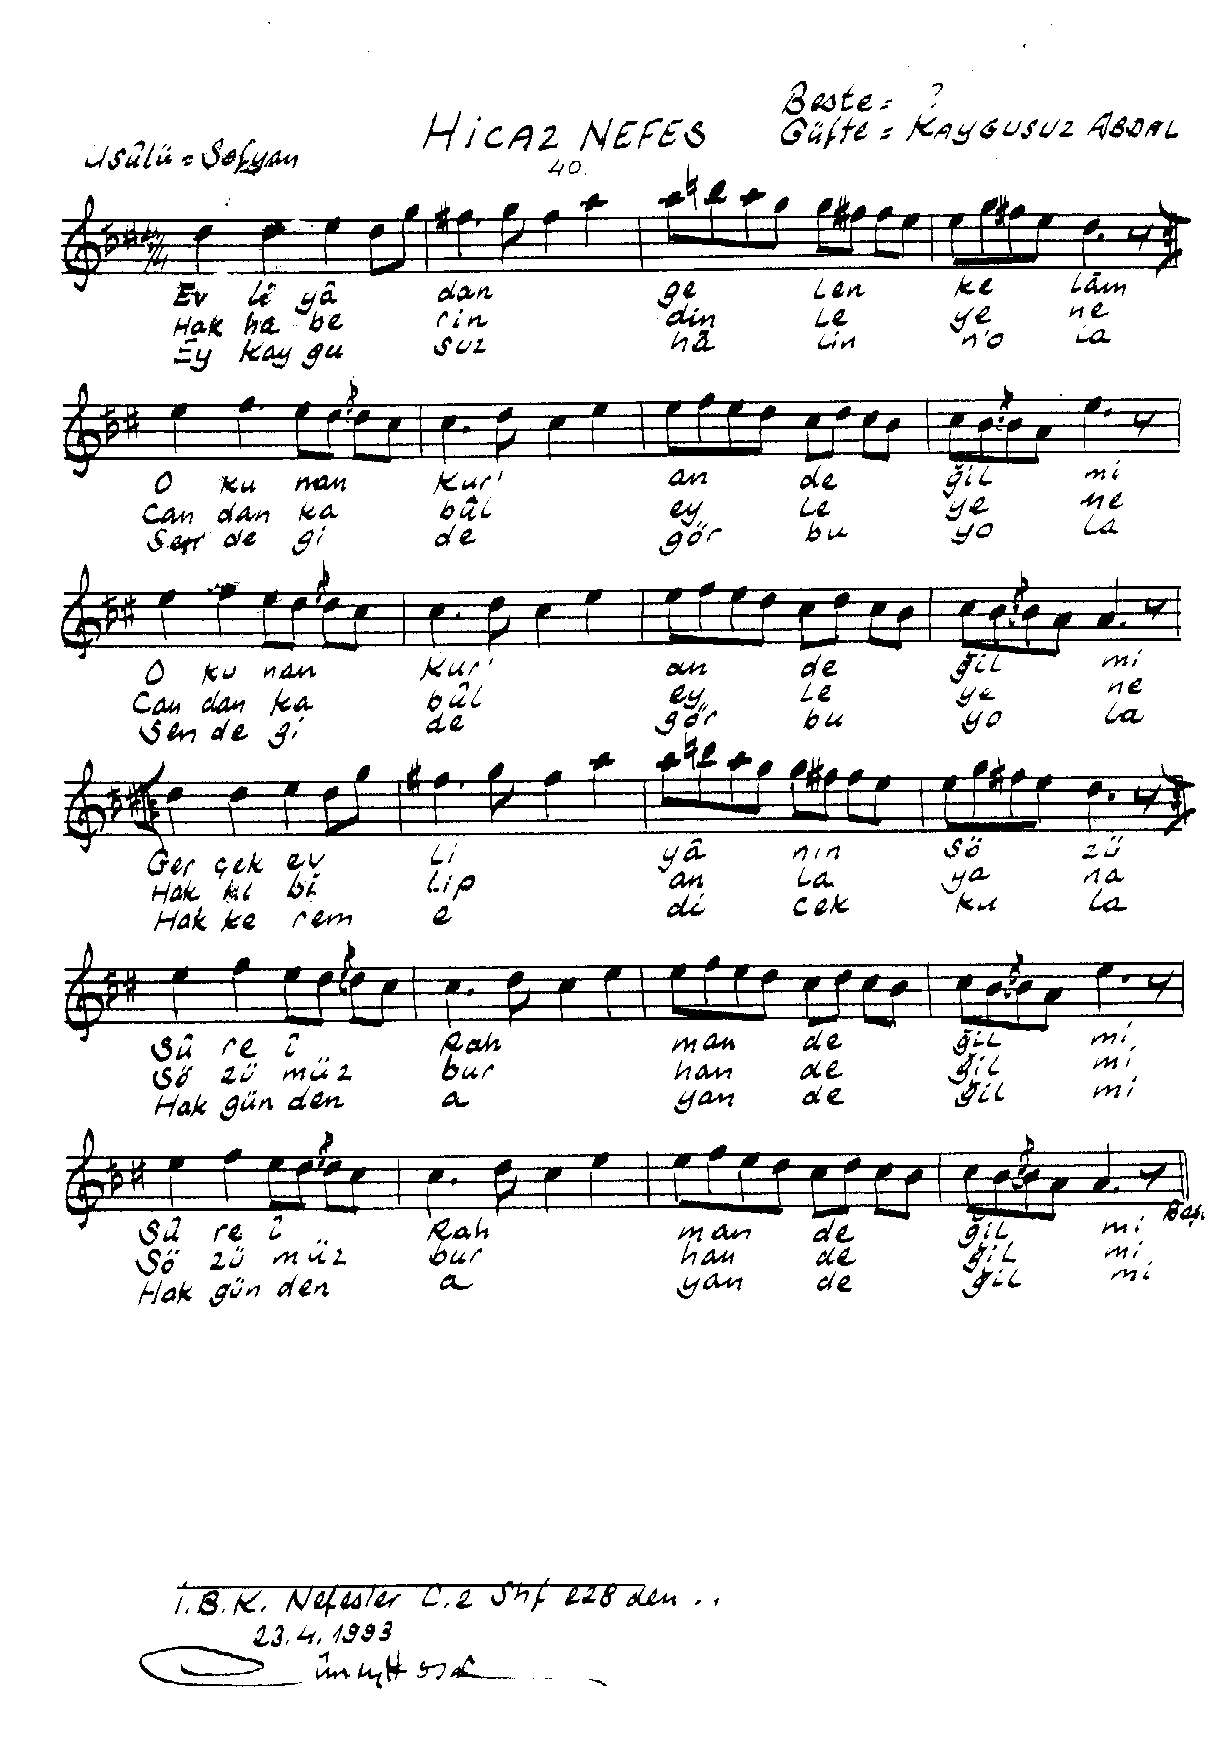 Beste = ?
HİCAZ NEFES
Güfte = KAYGUSUZ ABDAL
Usûlü = Sofyan
40.
Ev li yâ dan ge len ke lâm
Hak ha be rin din le ye ne
Ey kay gu suz hâ lin n'o la
O ku nan Kur' an de ğil mi
Can dan ka bûl ey le ye ne
Sen de gi de gör bu yo la
O ku nan Kur' an de ğil mi
Can dan ka bûl ey le ye ne
Sen de gi de gör bu yo la
Ger çek ev li yâ nın sö zü
Hak kı bi lip an la ya na
Hak ke rem e di cek ku la
Sû re i Rah man de ğil mi
Sö zü müz bur han de ğil mi
Hak gün den a yan de ğil mi
Sû re i Rah man de ğil mi
Baş.
Sö zü müz bur han de ğil mi
Hak gün den a yan de ğil mi
İ.B.K. Nefesler C.2 Shf 228 den ..
23.4.1993